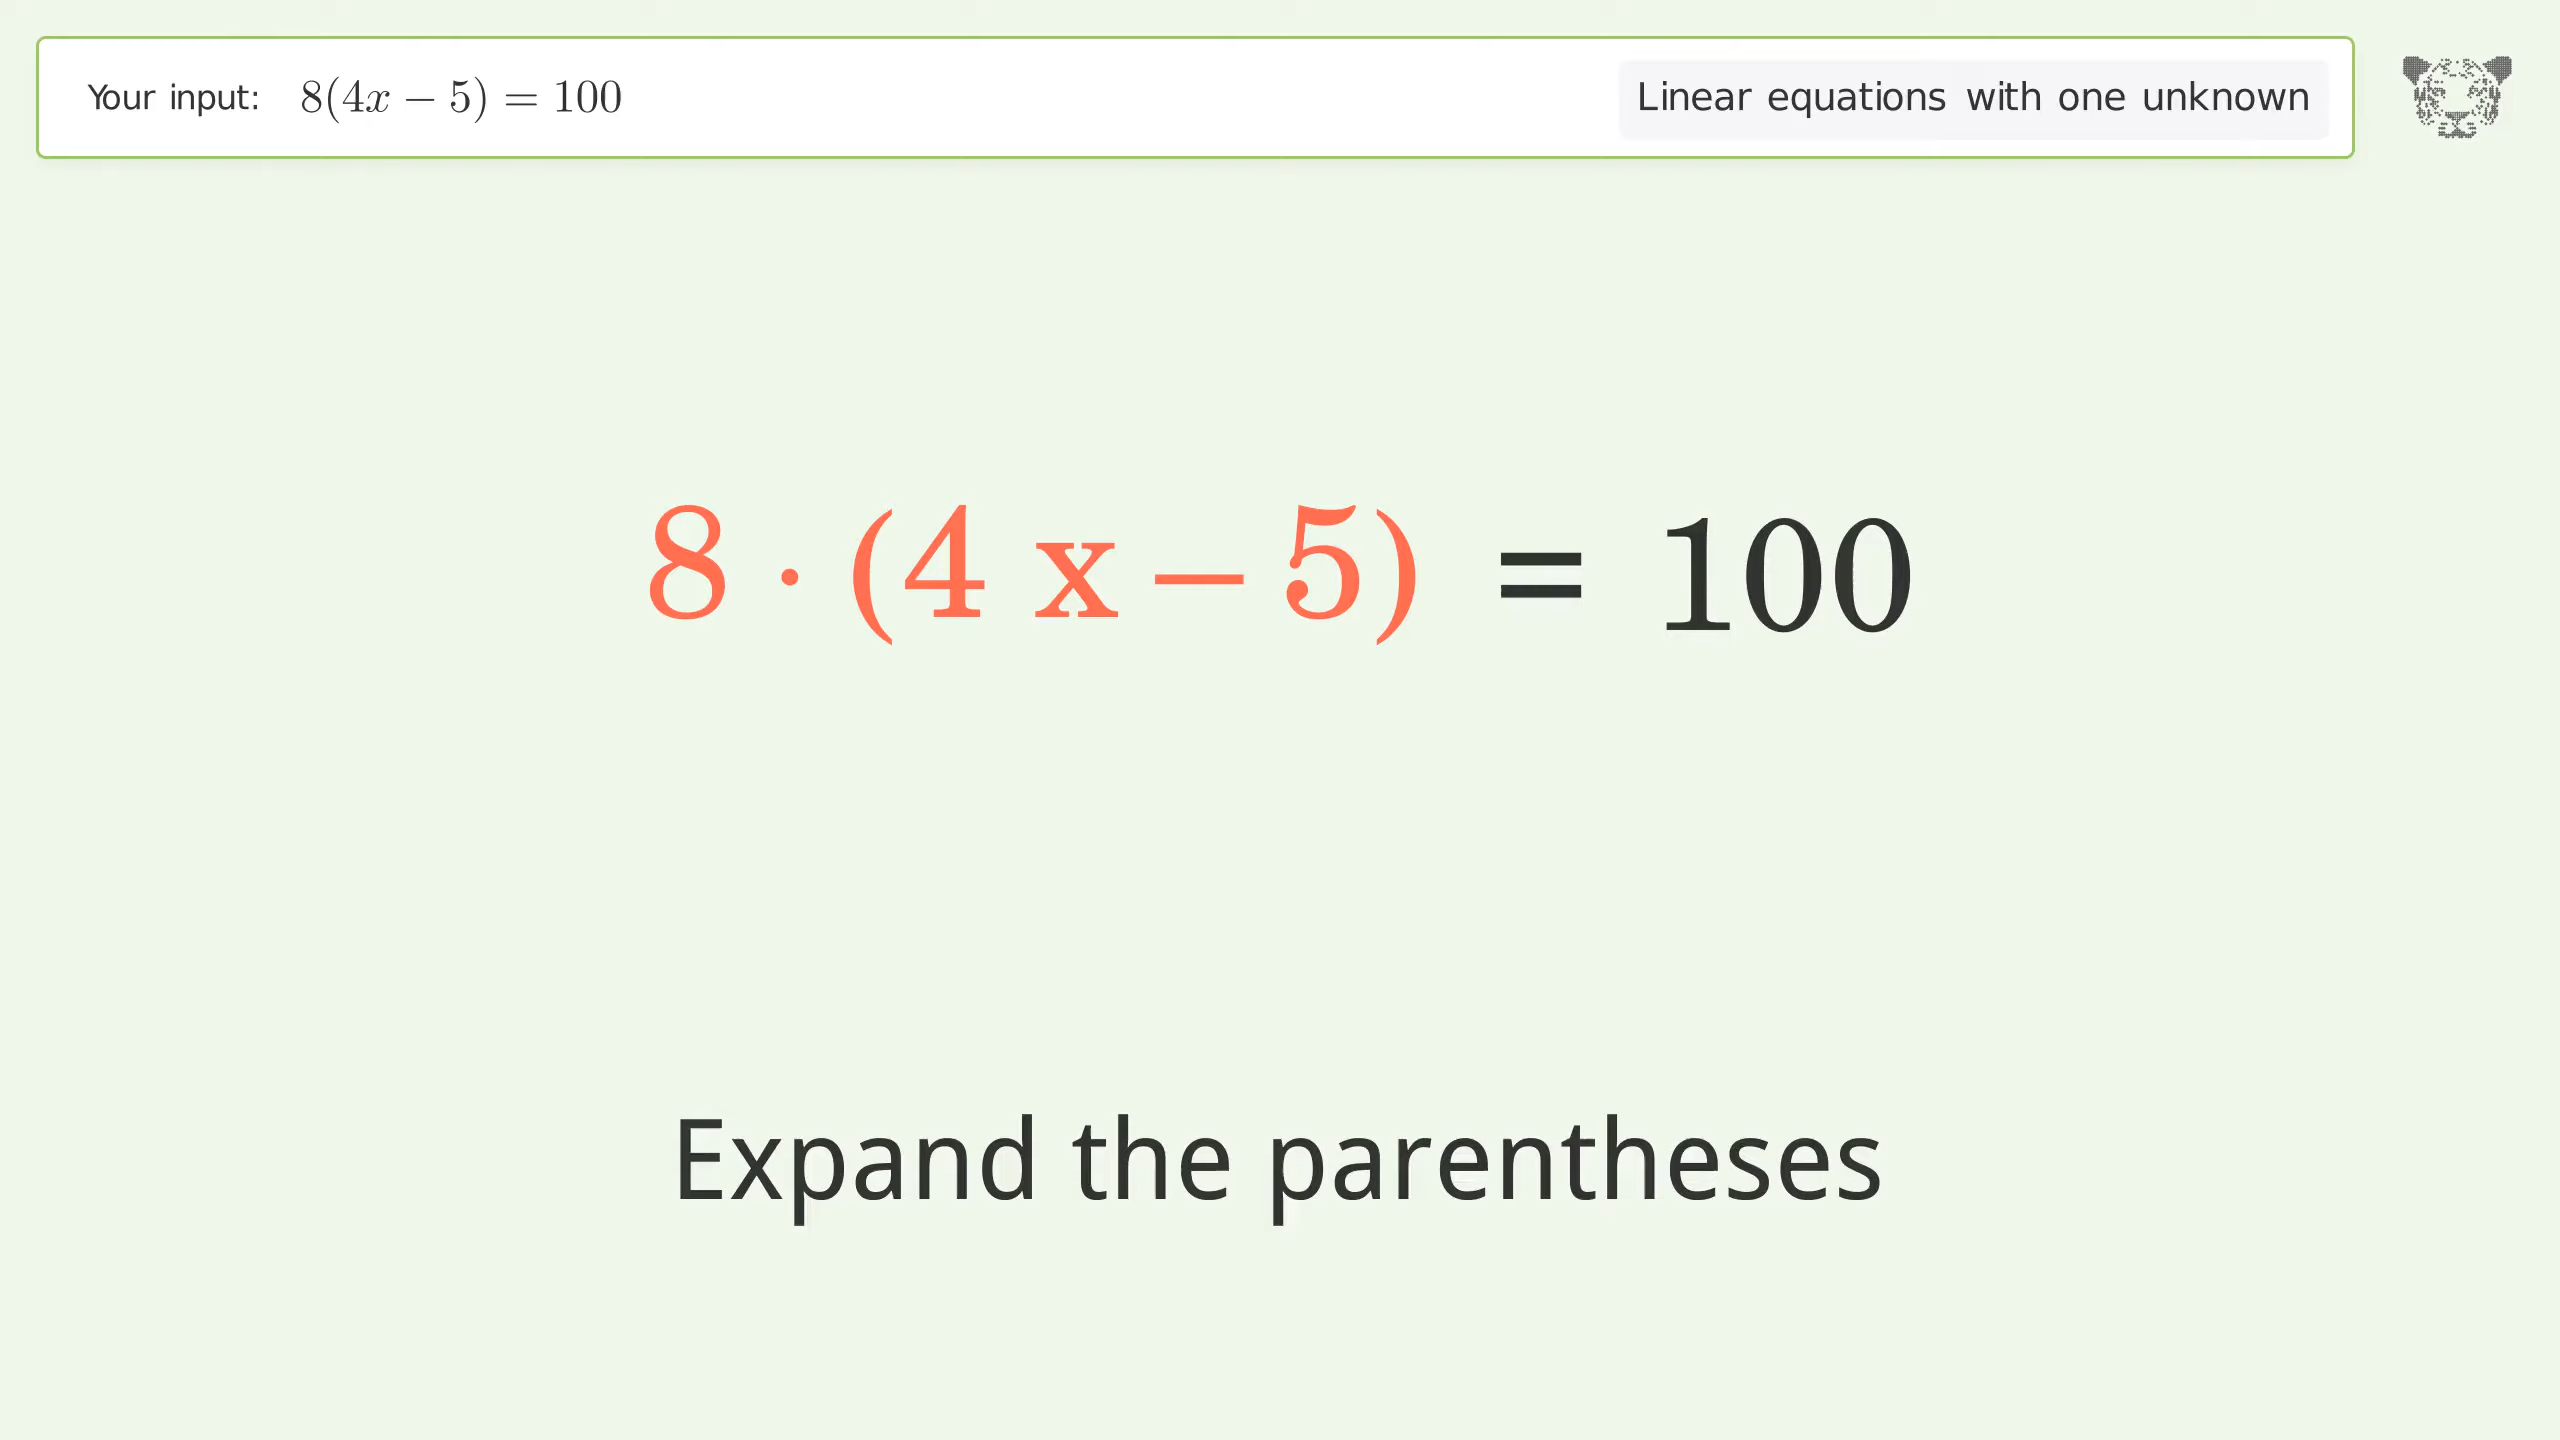 Your input: 8(4x − 5) = 100 Linear equations with one unknown
8 · (4 x − 5) = 100
Expand the parentheses